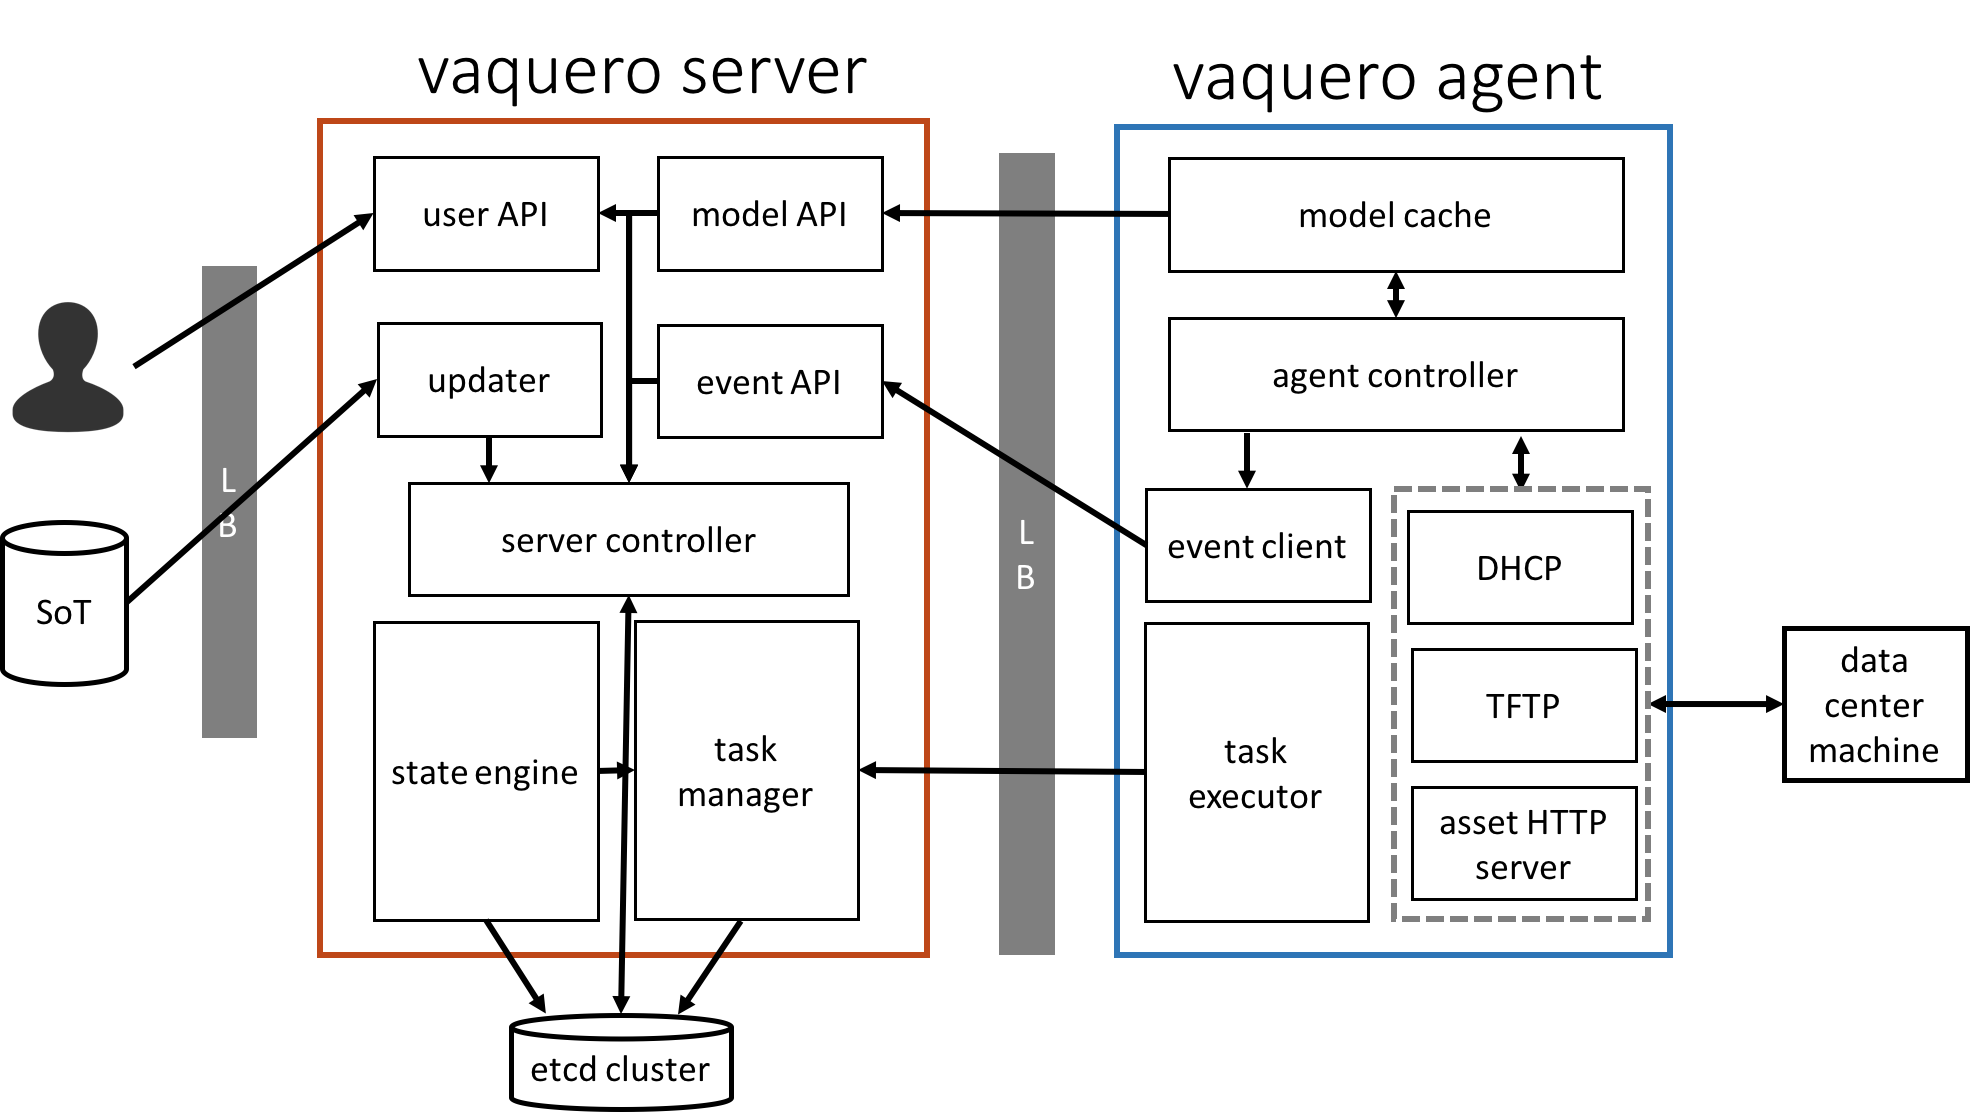 vaquero server
vaquero agent
user API
model API
model cache
updater
event API
agent controller
L
B
server controller
L
B
event client
DHCP
SoT
state engine
task
manager
task
executor
TFTP
data
center
machine
asset HTTP
server
etcd cluster